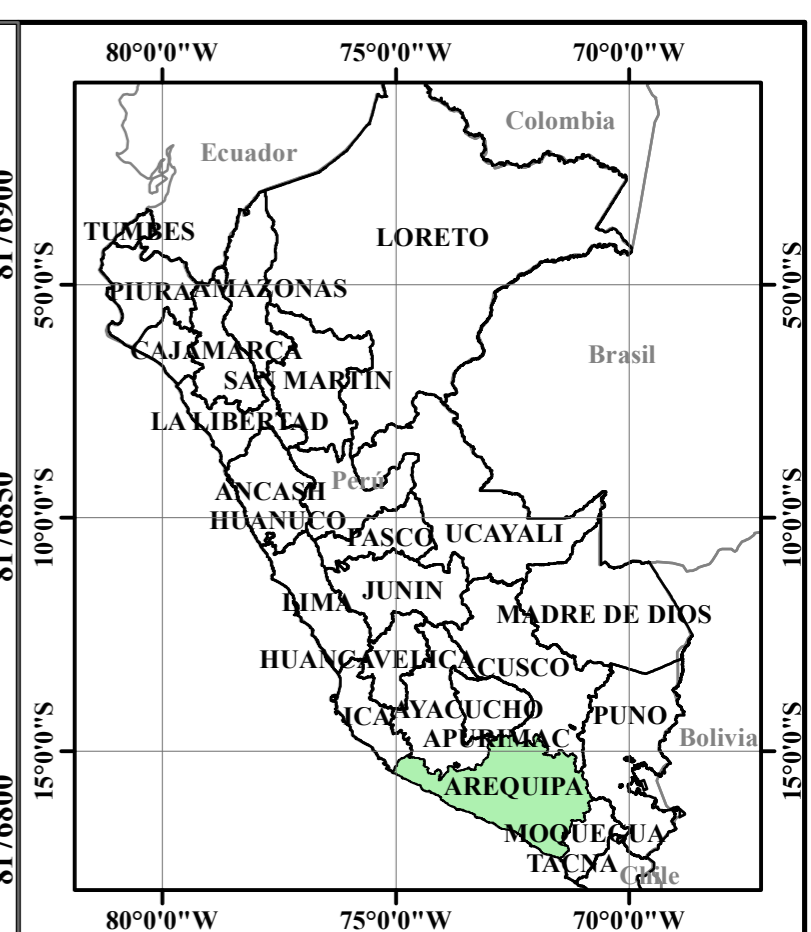 80°0'0"W 75°0'0"W 70°0'0"W
Colombia
Ecuador
8176900
TUMBES
LORETO
5°0'0"S
5°0'0"S
PIURA
AMAZONAS
CAJAMARCA
Brasil
SAN MARTIN
LA LIBERTAD
Perú
ANCASH
8176850
10°0'0"S
10°0'0"S
HUANUCO
PASCO
UCAYALI
JUNIN
LIMA
MADRE DE DIOS
HUANCAVELICA
CUSCO
ICA
AYACUCHO
PUNO
APURIMAC
Bolivia
15°0'0"S
15°0'0"S
AREQUIPA
8176800
MOQUEGUA
TACNA
Chile
80°0'0"W 75°0'0"W 70°0'0"W